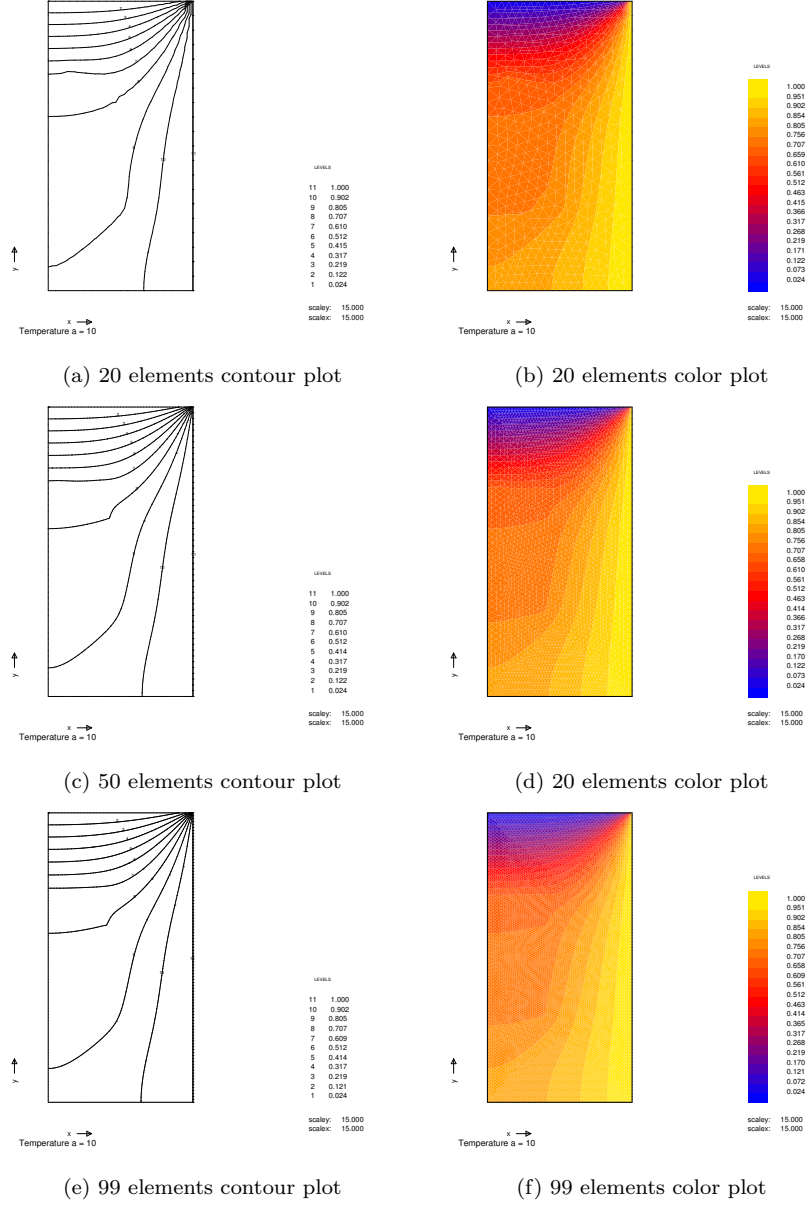 LEVELS
11 1.000
10 0.902
9 0.805
8 0.707
7 0.610
6 0.512
5 0.415
4 0.317
3 0.219
2 0.122
1 0.024
scaley: 15.000
scalex: 15.000
y
x
Temperature a = 10
LEVELS
1.000
0.951
0.902
0.854
0.805
0.756
0.707
0.659
0.610
0.561
0.512
0.463
0.415
0.366
0.317
0.268
0.219
0.171
0.122
0.073
0.024
scaley: 15.000
scalex: 15.000
y
x
Temperature a = 10
(a) 20 elements contour plot
(b) 20 elements color plot
LEVELS
11 1.000
10 0.902
9 0.805
8 0.707
7 0.610
6 0.512
5 0.414
4 0.317
3 0.219
2 0.122
1 0.024
scaley: 15.000
scalex: 15.000
y
x
Temperature a = 10
LEVELS
1.000
0.951
0.902
0.854
0.805
0.756
0.707
0.658
0.610
0.561
0.512
0.463
0.414
0.366
0.317
0.268
0.219
0.170
0.122
0.073
0.024
scaley: 15.000
scalex: 15.000
y
x
Temperature a = 10
(c) 50 elements contour plot
(d) 20 elements color plot
LEVELS
11 1.000
10 0.902
9 0.805
8 0.707
7 0.609
6 0.512
5 0.414
4 0.317
3 0.219
2 0.121
1 0.024
scaley: 15.000
scalex: 15.000
y
x
Temperature a = 10
LEVELS
1.000
0.951
0.902
0.854
0.805
0.756
0.707
0.658
0.609
0.561
0.512
0.463
0.414
0.365
0.317
0.268
0.219
0.170
0.121
0.072
0.024
scaley: 15.000
scalex: 15.000
y
x
Temperature a = 10
(e) 99 elements contour plot
(f) 99 elements color plot